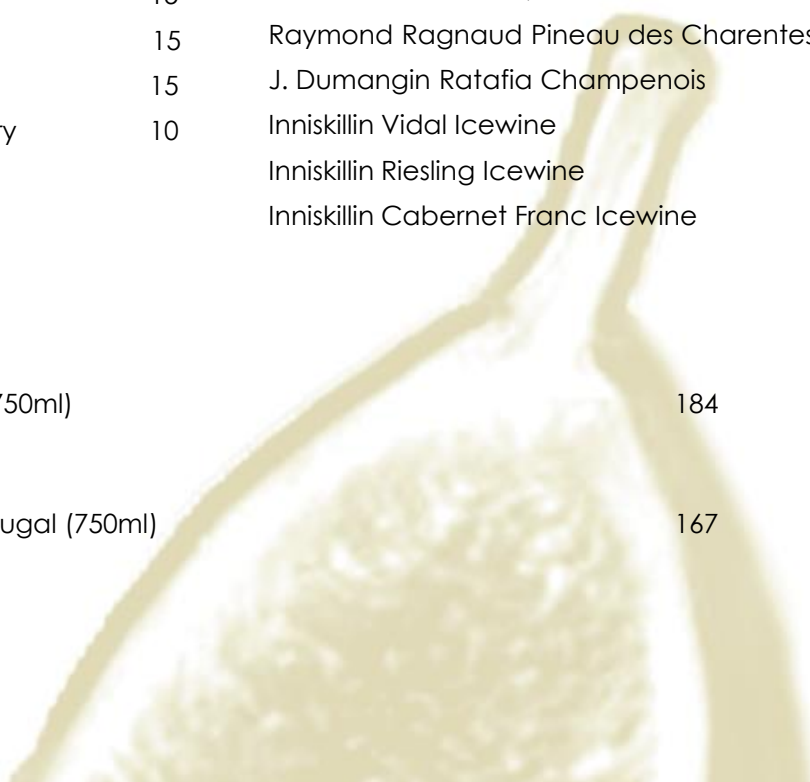 15
Raymond Ragnaud Pineau des Charentes
15
J. Dumangin Ratafia Champenois
10
Inniskillin Vidal Icewine
Inniskillin Riesling Icewine
Inniskillin Cabernet Franc Icewine
750ml) 184
ugal (750ml) 167